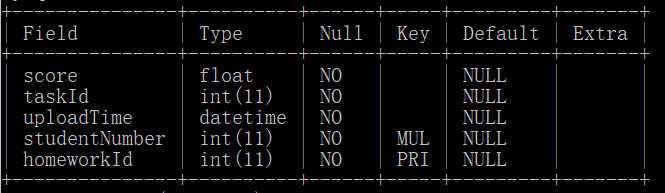 Field Type Null Key Default Extra
score float NO NULL
taskId int(11) NO NULL
uploadTime datetime NO NULL
studentNumber int(11) NO MUL NULL
homeworkId int(11) NO PRI NULL